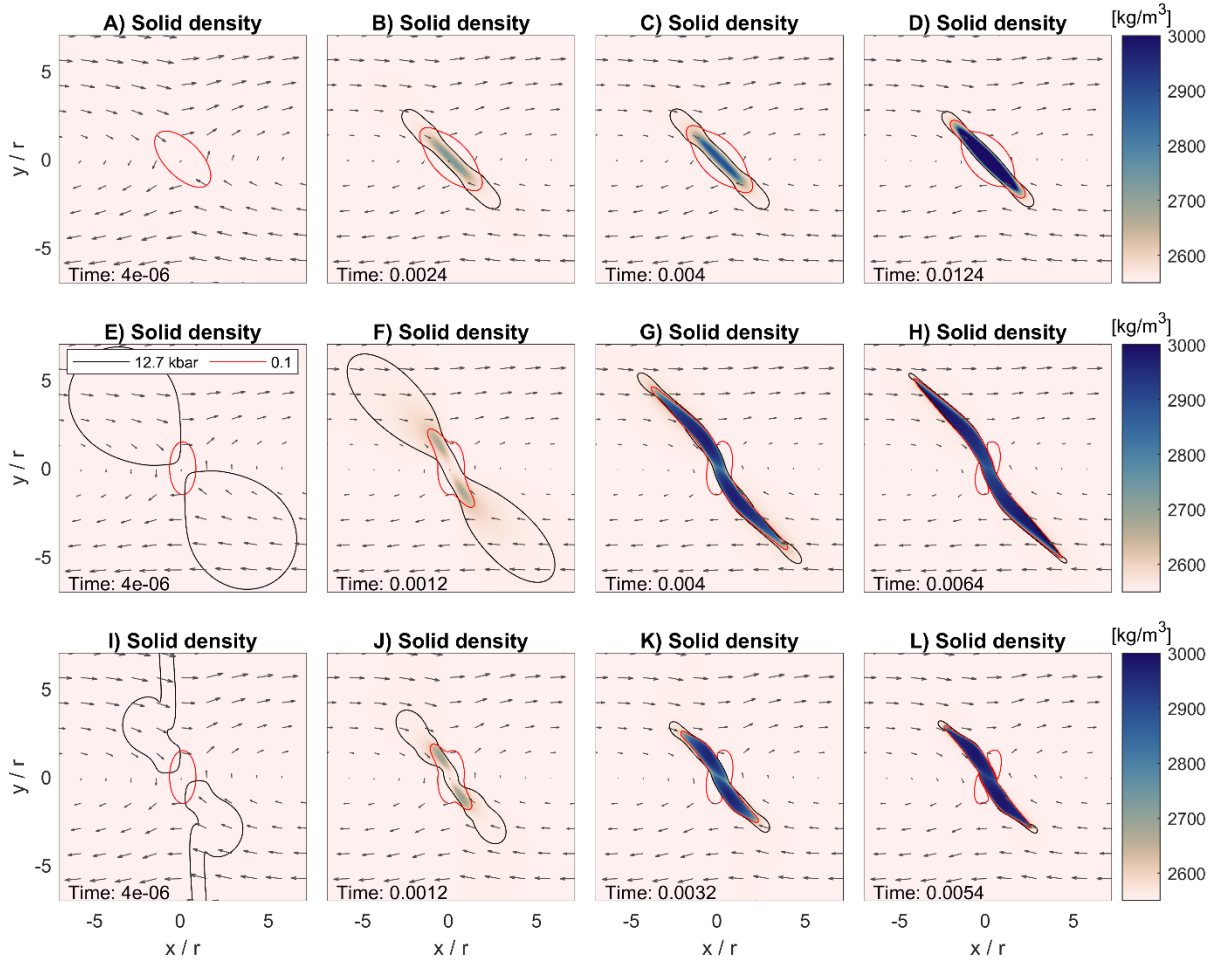 A) Solid density
B) Solid density
C) Solid density
D) Solid density
[kg/m³]
5
0
-5
y / r
Time: 4e-06
Time: 0.0024
Time: 0.004
Time: 0.0124
3000
2900
2800
2700
2600
E) Solid density
F) Solid density
G) Solid density
H) Solid density
[kg/m³]
12.7 kbar
0.1
5
0
-5
y / r
Time: 4e-06
Time: 0.0012
Time: 0.004
Time: 0.0064
3000
2900
2800
2700
2600
I) Solid density
J) Solid density
K) Solid density
L) Solid density
[kg/m³]
5
0
-5
y / r
Time: 4e-06
Time: 0.0012
Time: 0.0032
Time: 0.0054
3000
2900
2800
2700
2600
-5 0 5
-5 0 5
-5 0 5
-5 0 5
x / r
x / r
x / r
x / r